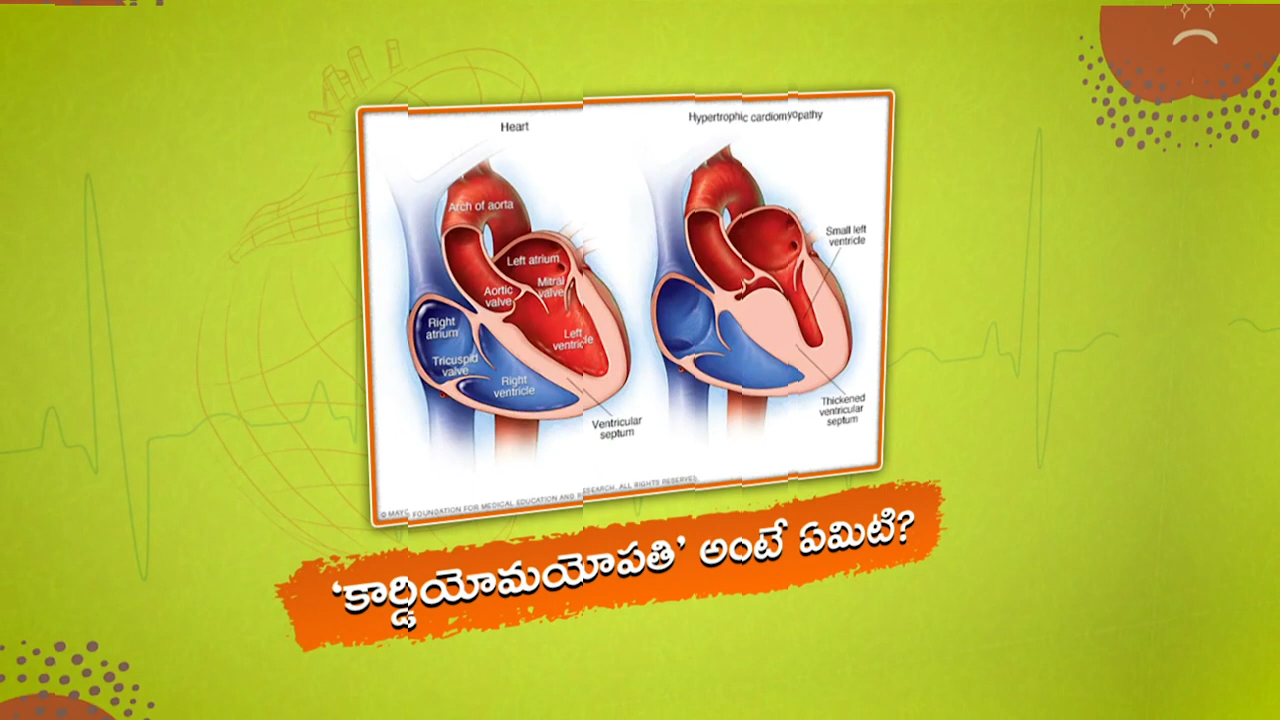 Heart
Hypertrophic cardiomyopathy
Arch of aorta
Left atrium
Mitral
valve
Aortic
valve
Right
atrium
Left
ventricle
Tricuspid
valve
Right
ventricle
Ventricular
septum
Small left
ventricle
Thickened
ventricular
septum
© MAYO FOUNDATION FOR MEDICAL EDUCATION AND RESEARCH. ALL RIGHTS RESERVED.
‘కార్డియోమయోపతి’ అంటే ఏమిటి?